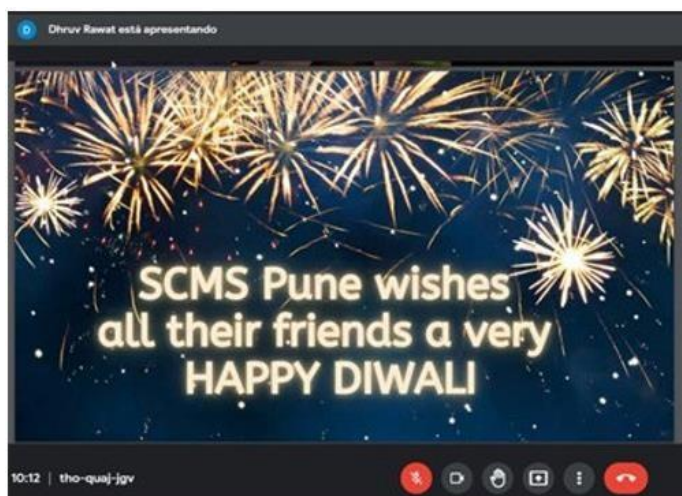 D Dhruv Rawat está apresentando
SCMS Pune wishes
all their friends a very
HAPPY DIWALI
10:12 | tho-quaj-jgv